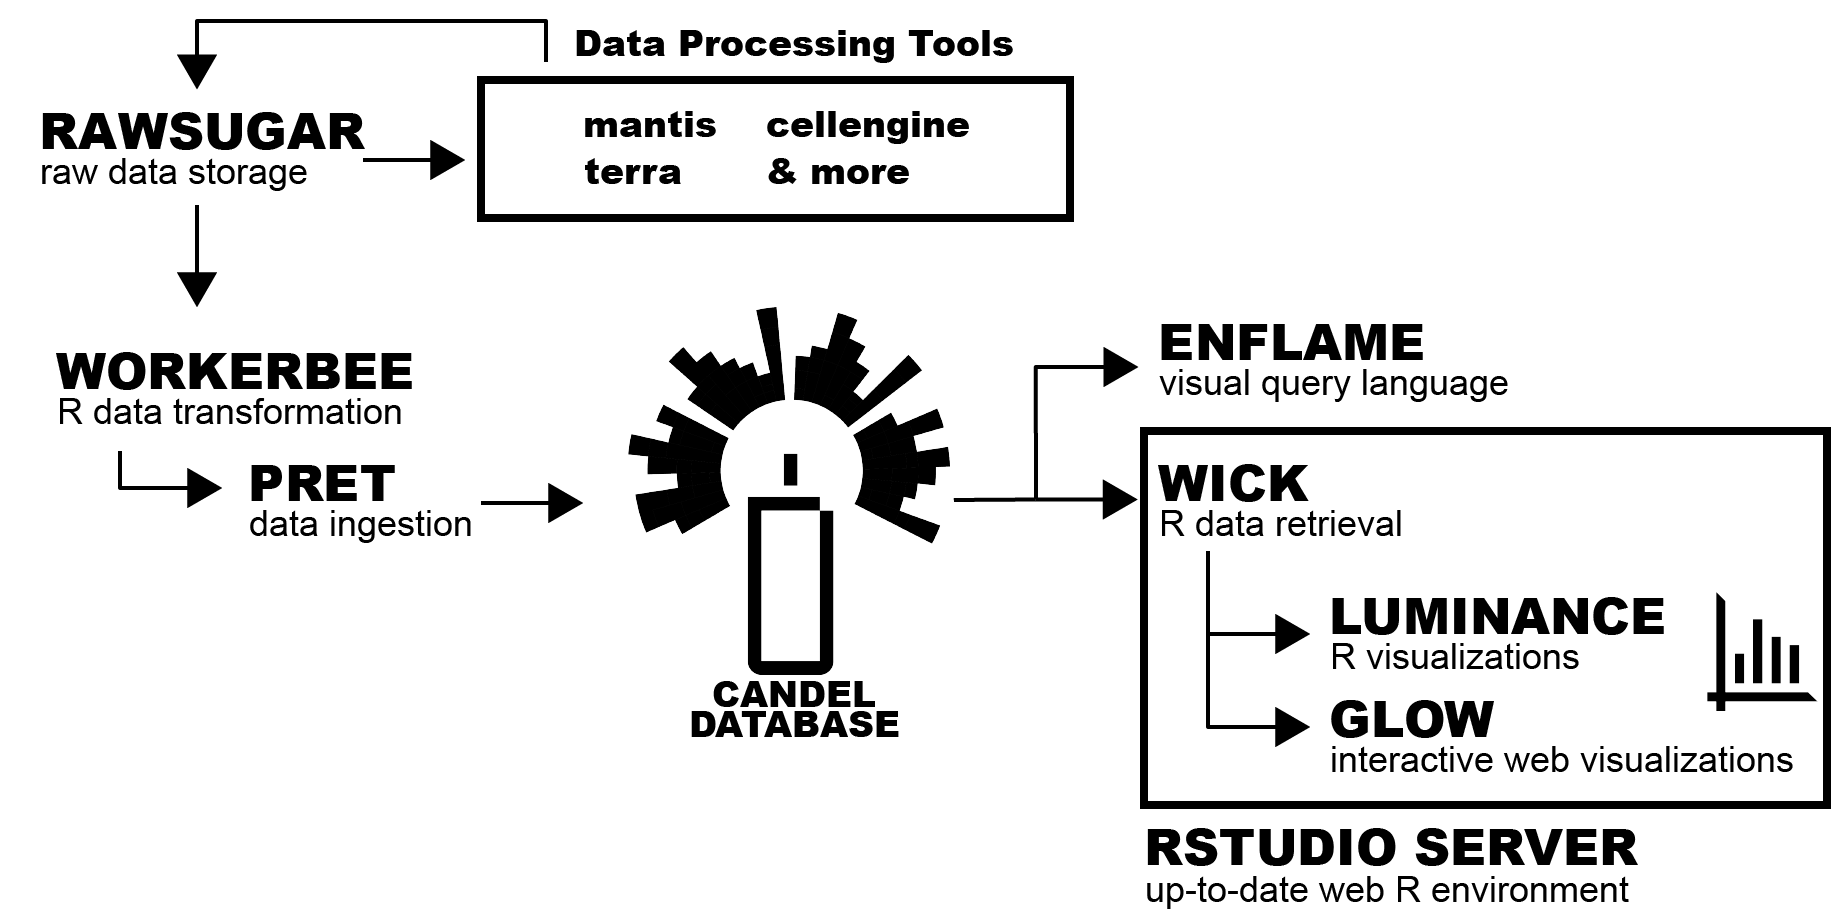 Data Processing Tools
RAWSUGAR
raw data storage
mantis cellengine
terra & more
WORKERBEE
R data transformation
PRET
data ingestion
CANDEL
DATABASE
ENFLAME
visual query language
WICK
R data retrieval
LUMINANCE
R visualizations
GLOW
interactive web visualizations
RSTUDIO SERVER
up-to-date web R environment